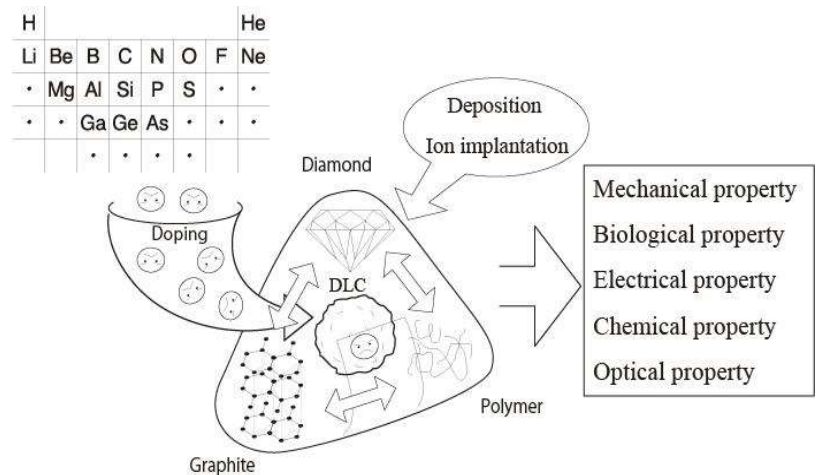 H He
Li Be B C N O F Ne
· Mg Al Si P S · ·
· · Ga Ge As · · ·
· · · ·
Deposition
Ion implantation
Diamond
Mechanical property
Biological property
Electrical property
Chemical property
Optical property
Doping
DLC
Polymer
Graphite